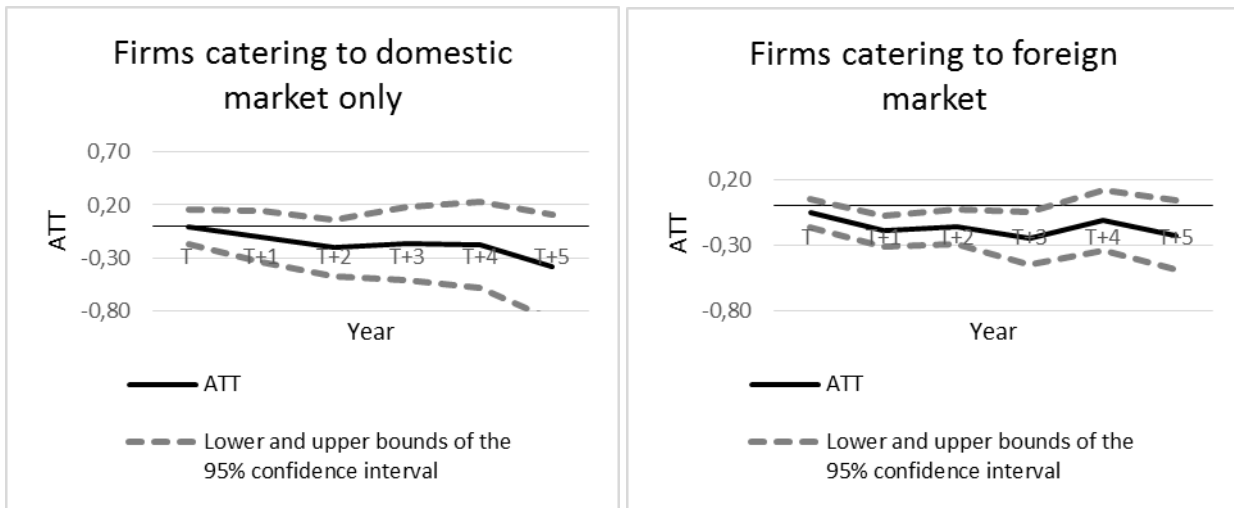 Firms catering to domestic
market only
0,70
0,20
-0,30
-0,80
ATT
T T+1 T+2 T+3 T+4 T+5
Year
ATT
Lower and upper bounds of the
95% confidence interval
Firms catering to foreign
market
0,20
-0,30
-0,80
ATT
T T+1 T+2 T+3 T+4 T+5
Year
ATT
Lower and upper bounds of the
95% confidence interval